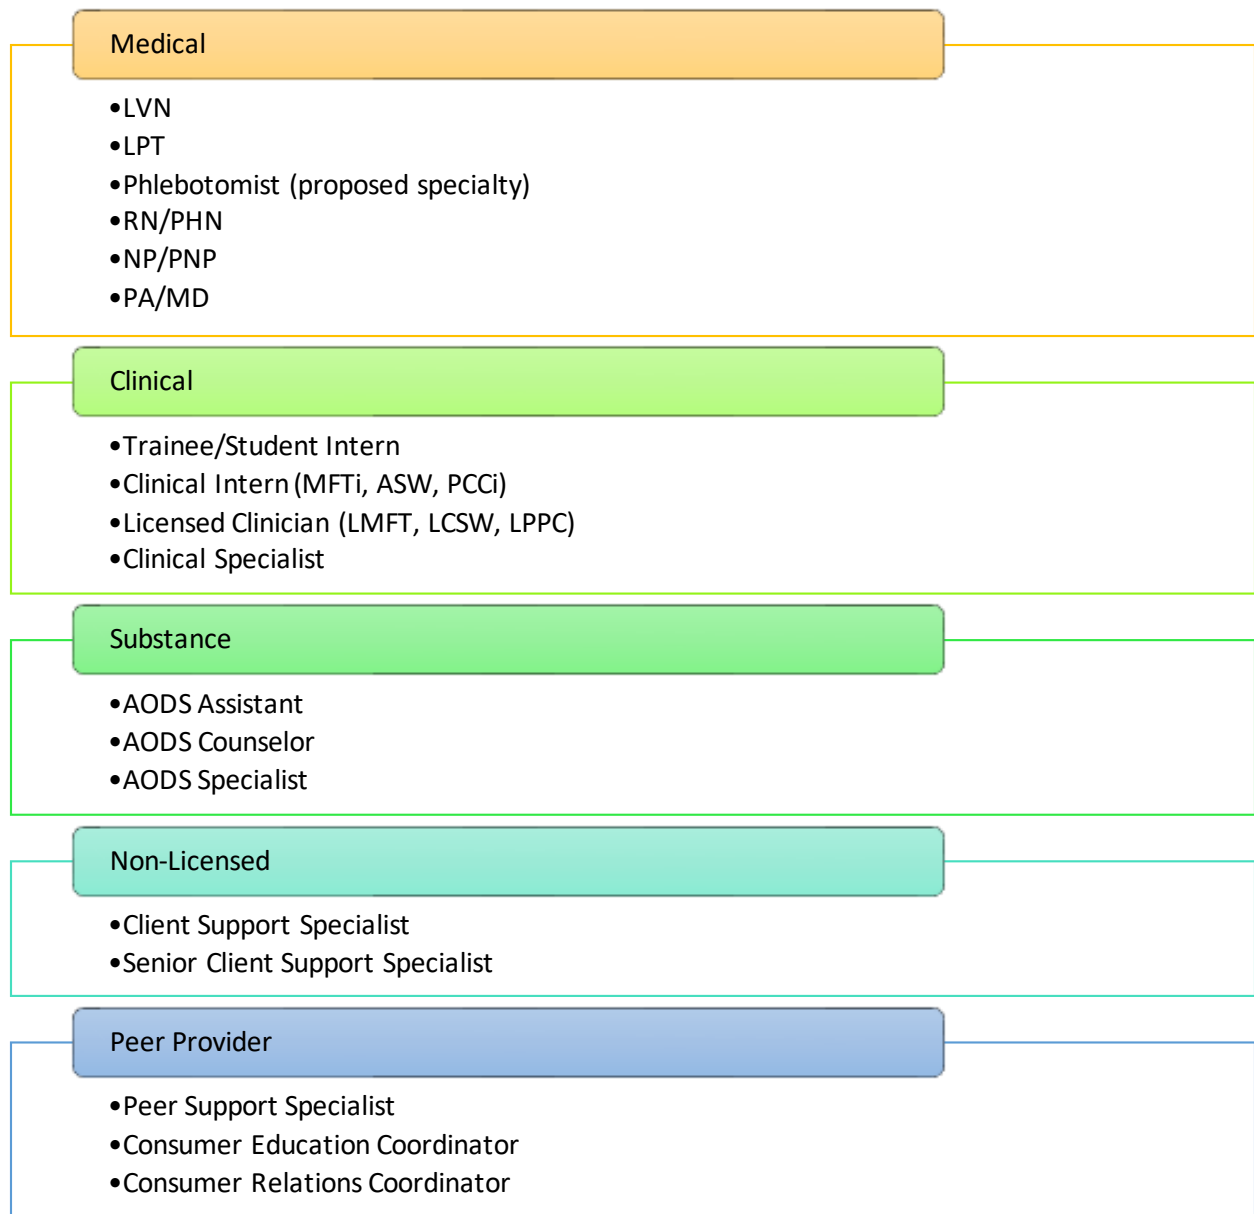 Medical
•LVN
•LPT
•Phlebotomist (proposed specialty)
•RN/PHN
•NP/PNP
•PA/MD
Clinical
•Trainee/Student Intern
•Clinical Intern (MFTi, ASW, PCCi)
•Licensed Clinician (LMFT, LCSW, LPPC)
•Clinical Specialist
Substance
•AODS Assistant
•AODS Counselor
•AODS Specialist
Non-Licensed
•Client Support Specialist
•Senior Client Support Specialist
Peer Provider
•Peer Support Specialist
•Consumer Education Coordinator
•Consumer Relations Coordinator